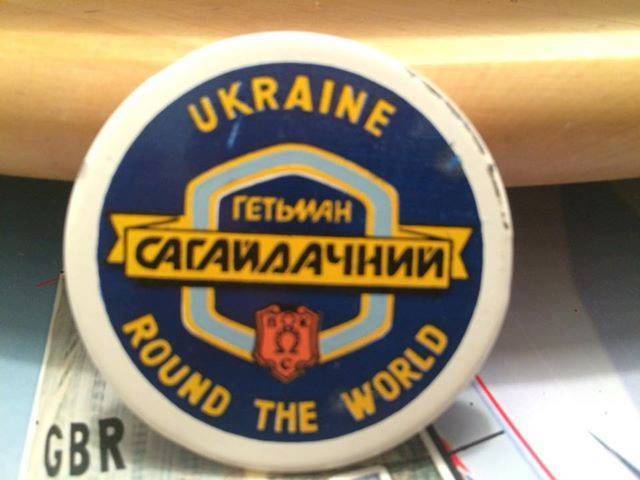 UKRAINE
ГЕТЬМАН
САГАЙДАЧНИЙ
ROUND THE WORLD
GBR